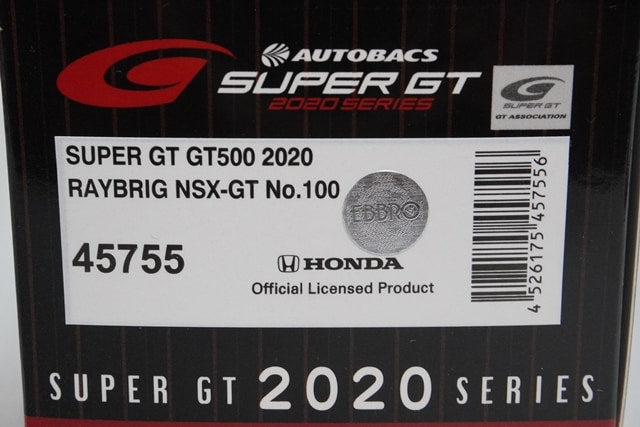 AUTOBACS
SUPER GT
2020 SERIES
SUPER GT
GT ASSOCIATION
SUPER GT GT500 2020
RAYBRIG NSX-GT No.100
EBBRO
45755
HONDA
Official Licensed Product
4 526175 457556
SUPER GT 2020 SERIES